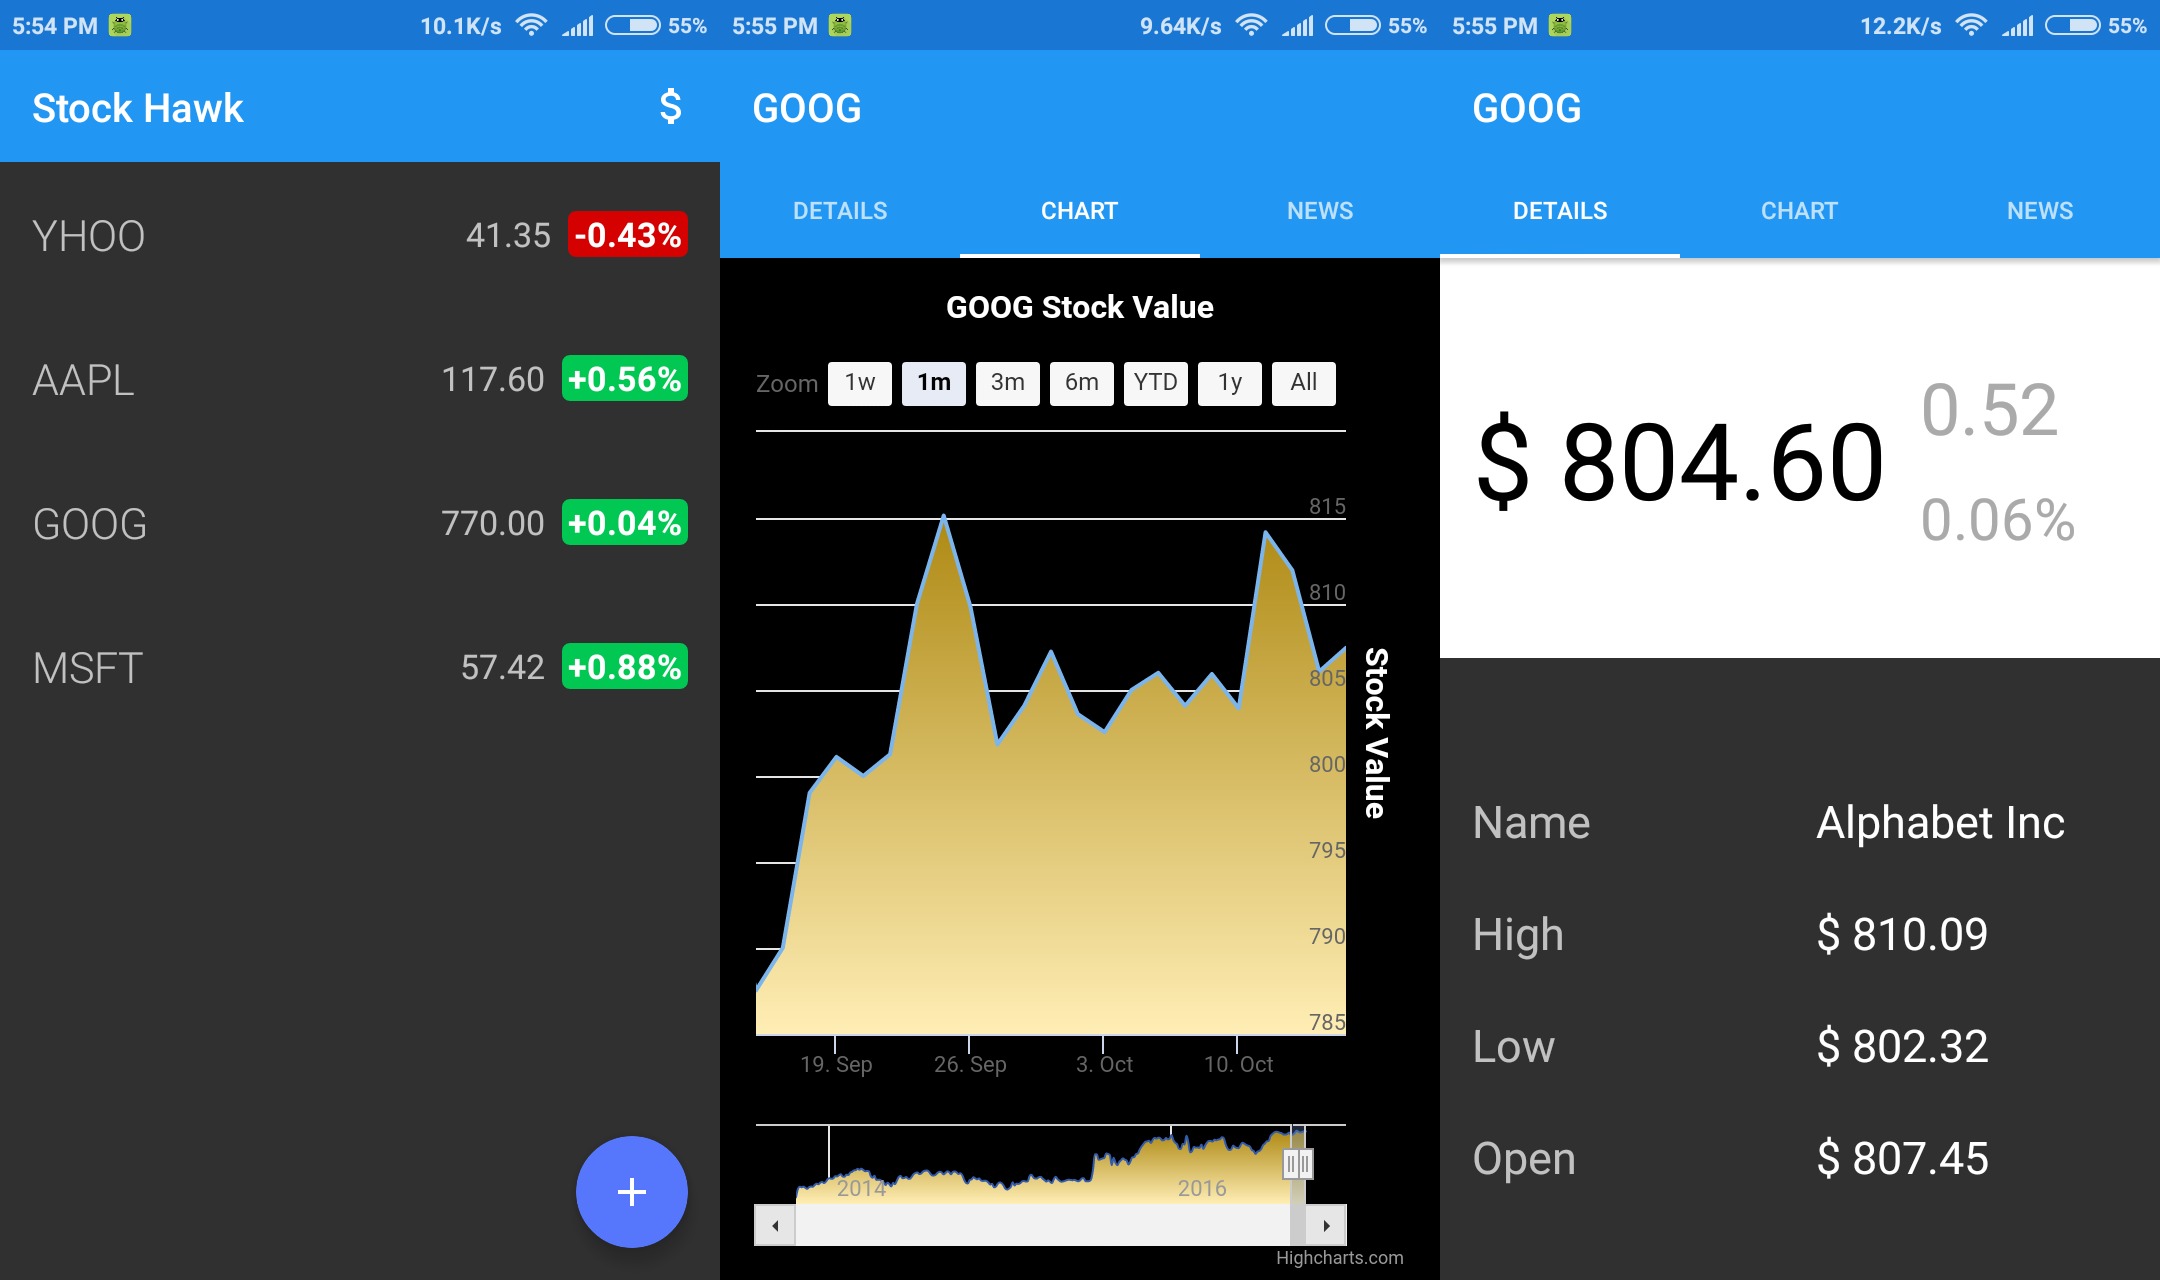 5:54 PM 10.1K/s 55%
Stock Hawk $
YHOO 41.35 -0.43%
AAPL 117.60 +0.56%
GOOG 770.00 +0.04%
MSFT 57.42 +0.88%
+
5:55 PM 9.64K/s 55%
GOOG
DETAILS CHART NEWS
GOOG Stock Value
Zoom 1w 1m 3m 6m YTD 1y All
815
810
805
800
795
790
785
Stock Value
19. Sep 26. Sep 3. Oct 10. Oct
2014 2016
Highcharts.com
5:55 PM 12.2K/s 55%
GOOG
DETAILS CHART NEWS
$ 804.60
0.52
0.06%
Name Alphabet Inc
High $ 810.09
Low $ 802.32
Open $ 807.45